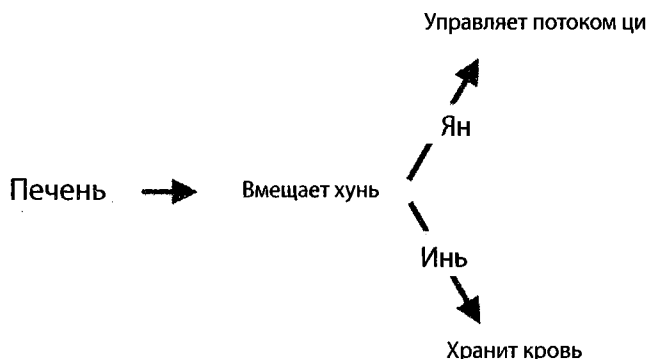 Управляет потоком ци
Ян
Печень
Вмещает хунь
Инь
Хранит кровь